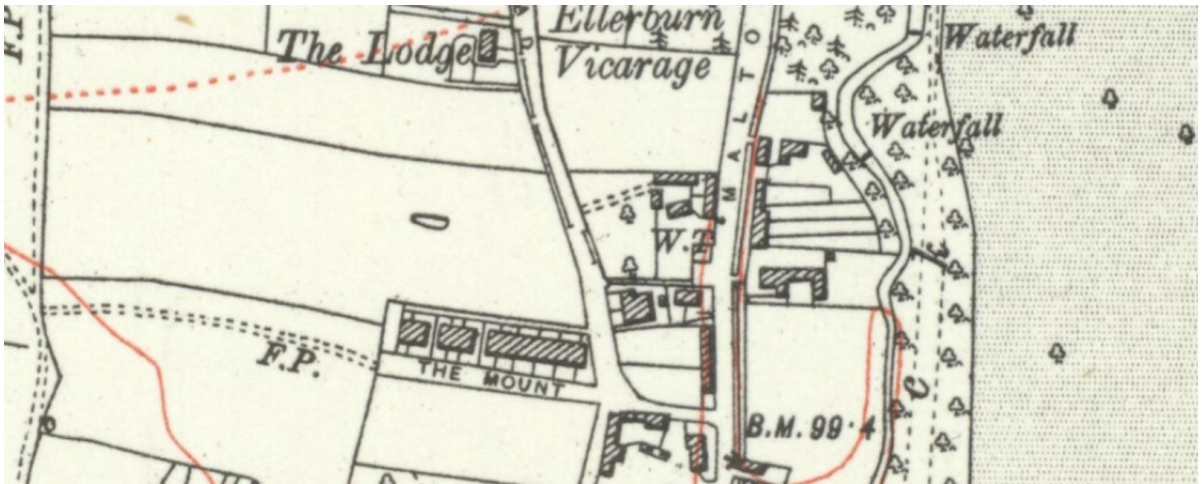 Ellerburn
Vicarage
The Lodge
Waterfall
Waterfall
F.P.
MALTO
W.T
F.P.
THE MOUNT
B.M. 99·4
C